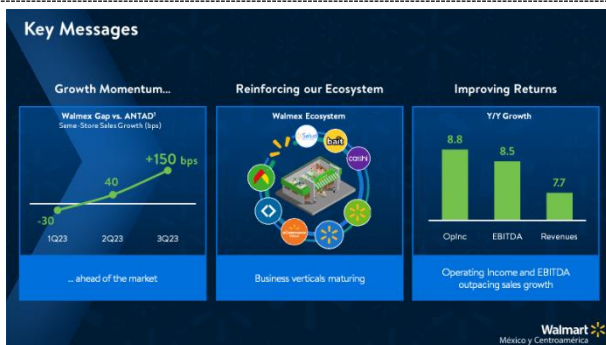 Key Messages
Growth Momentum...
Walmex Gap vs. ANTAD¹
Same-Store Sales Growth (bps)
+150 bps
40
-30
1Q23 2Q23 3Q23
... ahead of the market
Reinforcing our Ecosystem
Walmex Ecosystem
bait
cashi
Business verticals maturing
Improving Returns
Y/Y Growth
8.8
8.5
7.7
OpInc EBITDA Revenues
Operating Income and EBITDA
outpacing sales growth
Walmart
México y Centroamérica